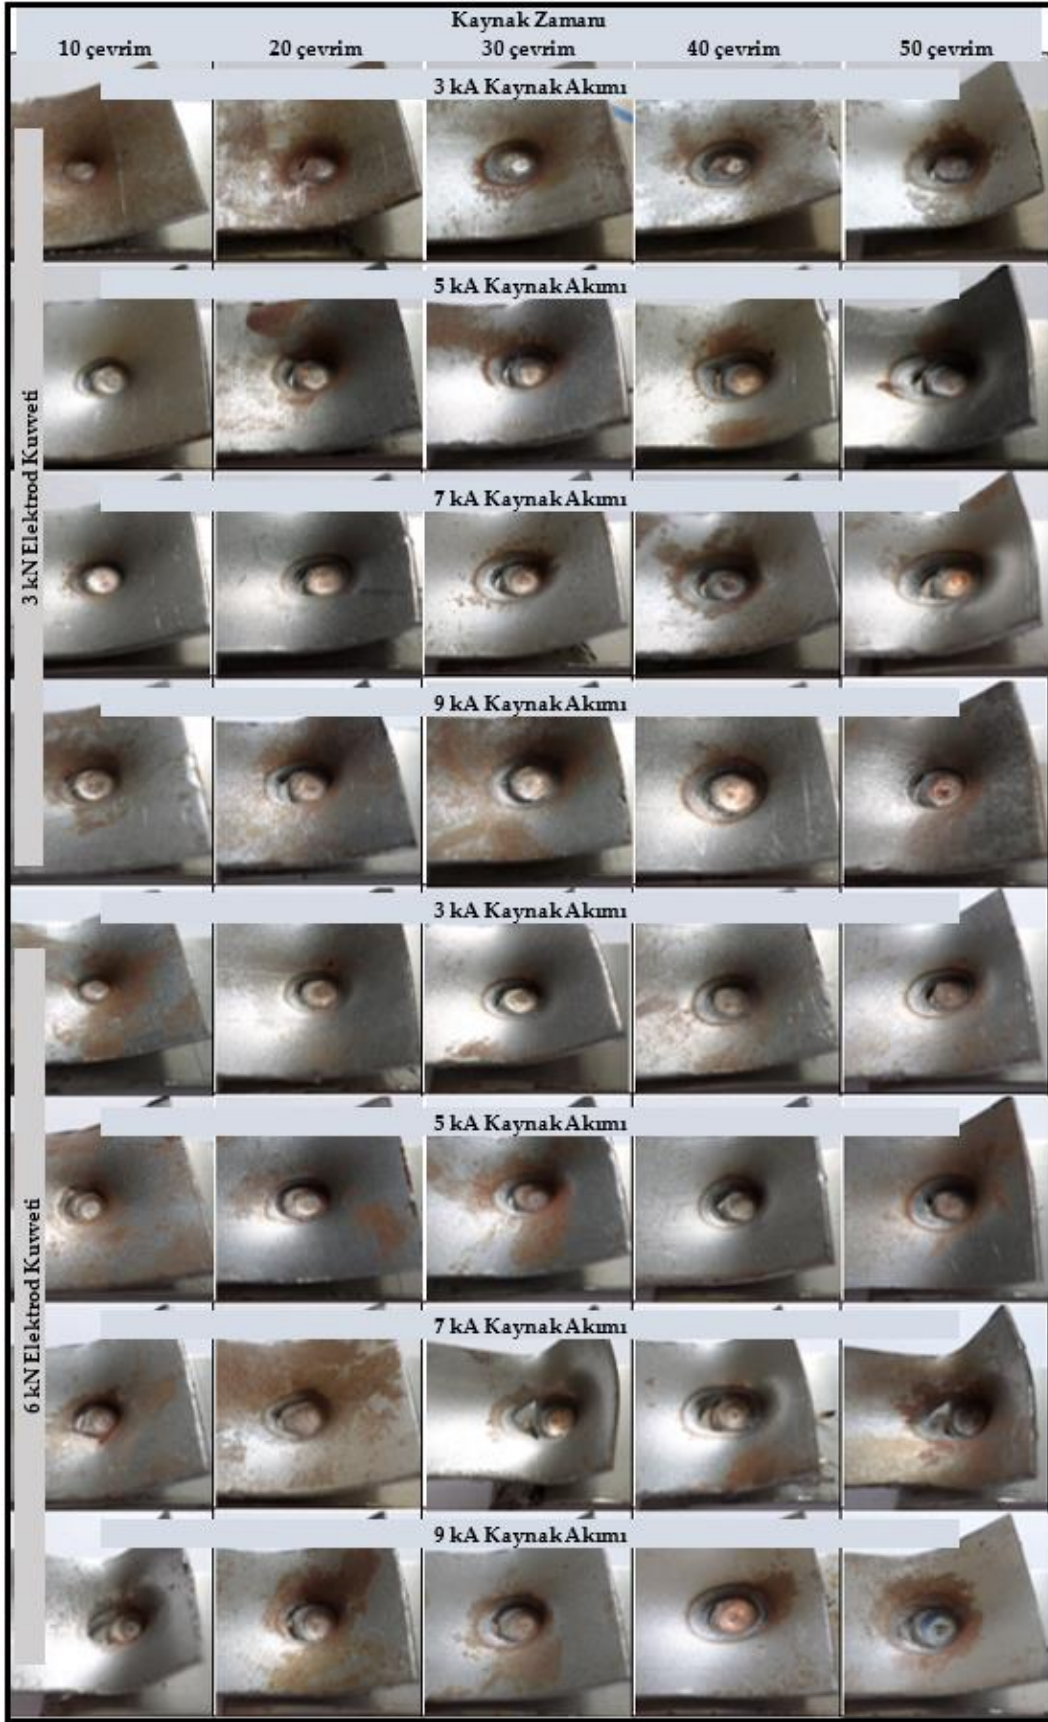 Kaynak Zamanı
10 çevrim 20 çevrim 30 çevrim 40 çevrim 50 çevrim
3 kN Elektrod Kuvveti
3 kA Kaynak Akımı
5 kA Kaynak Akımı
7 kA Kaynak Akımı
9 kA Kaynak Akımı
6 kN Elektrod Kuvveti
3 kA Kaynak Akımı
5 kA Kaynak Akımı
7 kA Kaynak Akımı
9 kA Kaynak Akımı